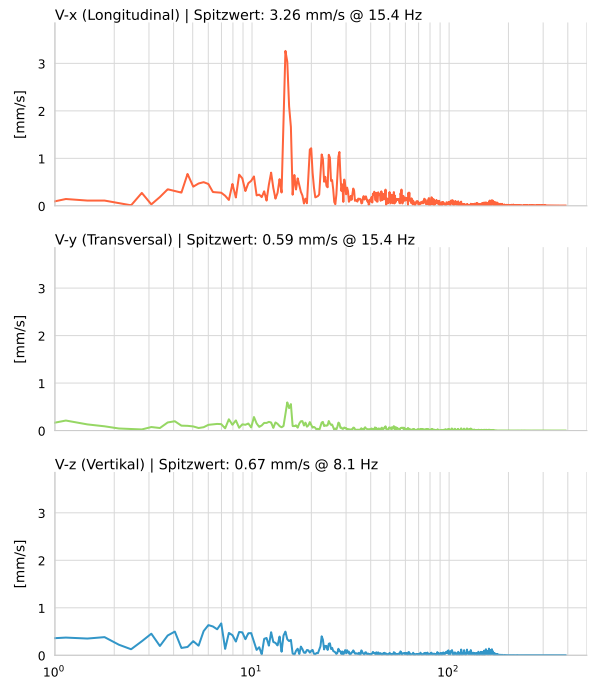 V-x (Longitudinal) | Spitzwert: 3.26 mm/s @ 15.4 Hz
[mm/s]
3
2
1
0
V-y (Transversal) | Spitzwert: 0.59 mm/s @ 15.4 Hz
[mm/s]
3
2
1
0
V-z (Vertikal) | Spitzwert: 0.67 mm/s @ 8.1 Hz
[mm/s]
3
2
1
0
10⁰ 10¹ 10²